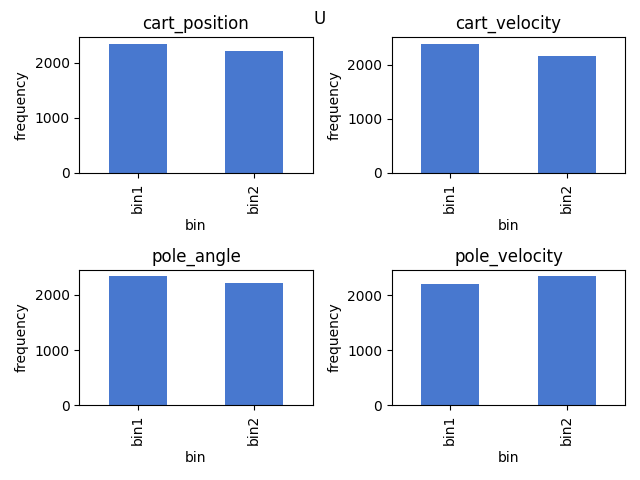 U
cart_position
frequency
2000
1000
0
bin1
bin2
bin
cart_velocity
frequency
2000
1000
0
bin1
bin2
bin
pole_angle
frequency
2000
1000
0
bin1
bin2
bin
pole_velocity
frequency
2000
1000
0
bin1
bin2
bin